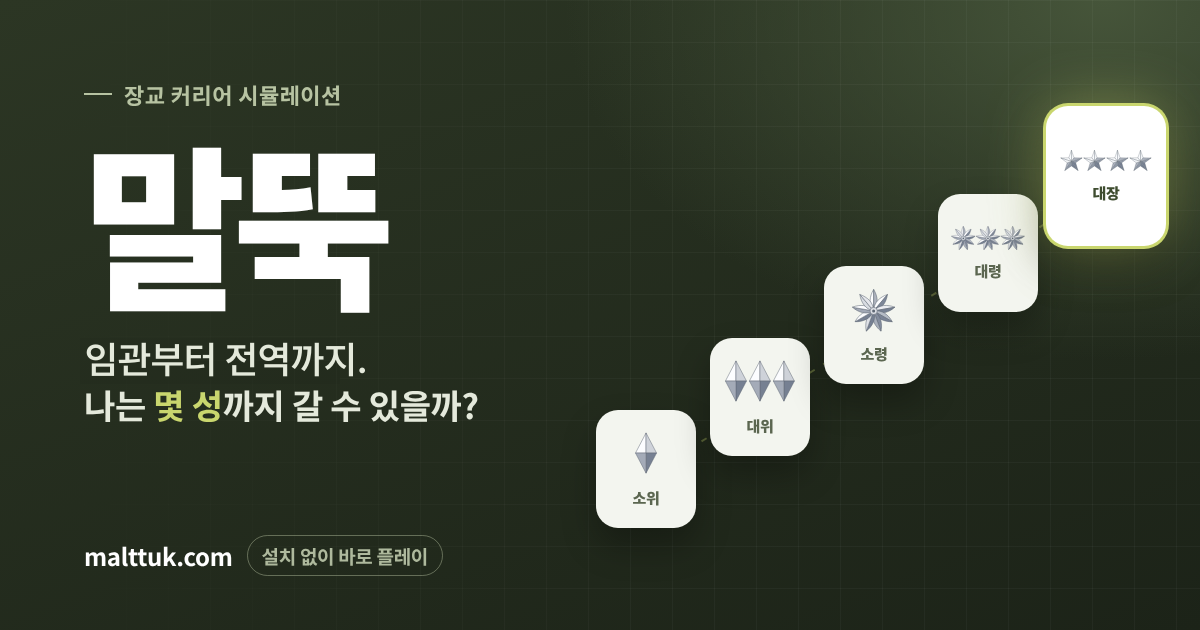 장교 커리어 시뮬레이션
말뚝
임관부터 전역까지.
나는 몇 성까지 갈 수 있을까?
malttuk.com
설치 없이 바로 플레이
소위
대위
소령
대령
대장